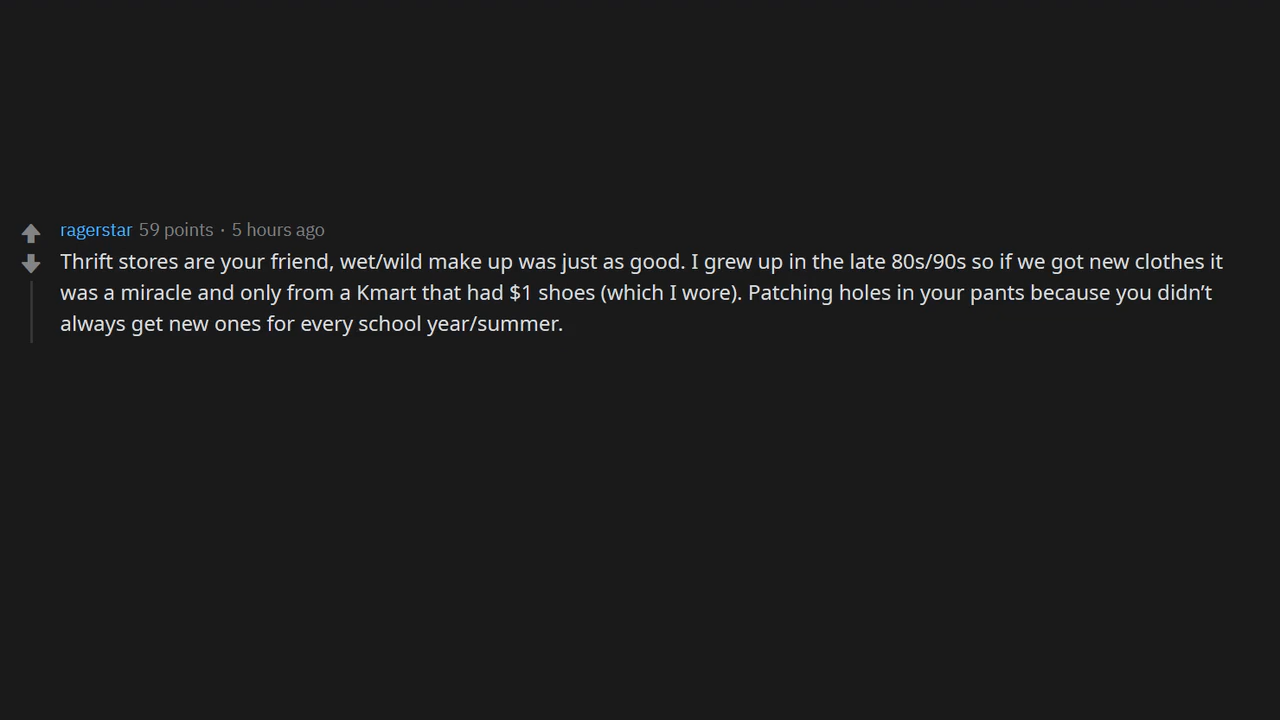 ragerstar 59 points · 5 hours ago
Thrift stores are your friend, wet/wild make up was just as good. I grew up in the late 80s/90s so if we got new clothes it
was a miracle and only from a Kmart that had $1 shoes (which I wore). Patching holes in your pants because you didn’t
always get new ones for every school year/summer.